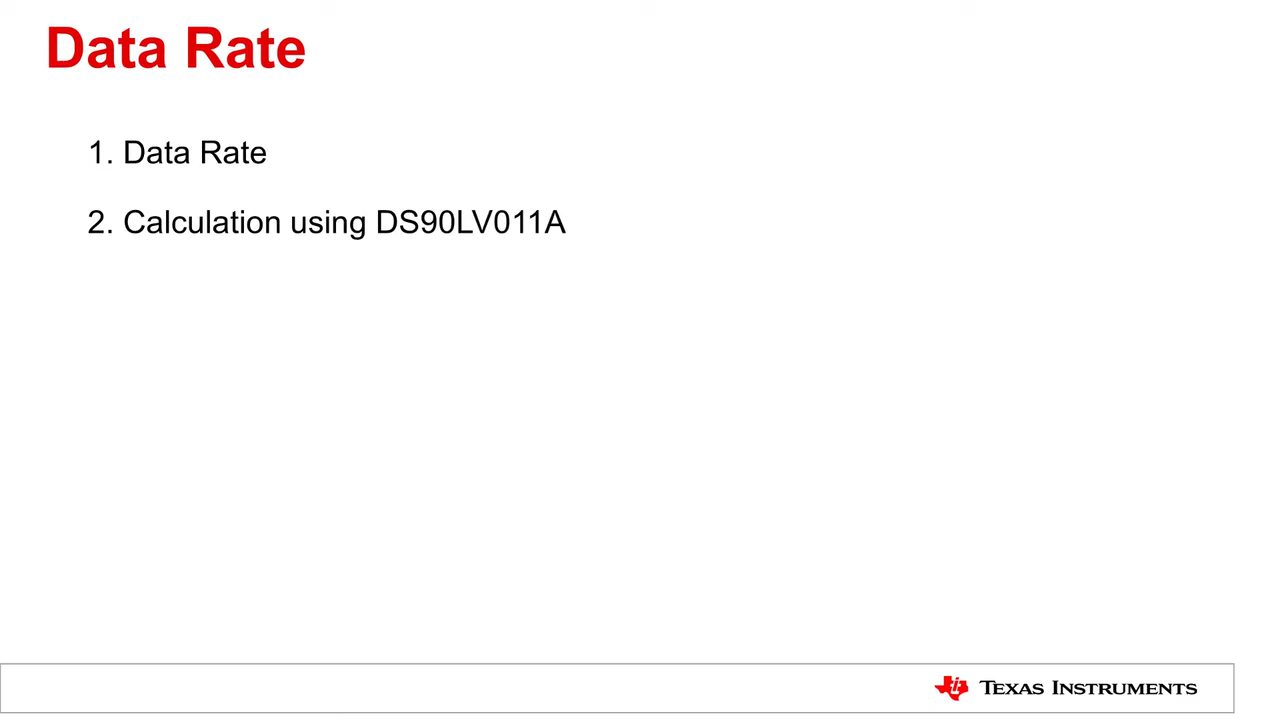 Data Rate
1. Data Rate
2. Calculation using DS90LV011A
TEXAS INSTRUMENTS